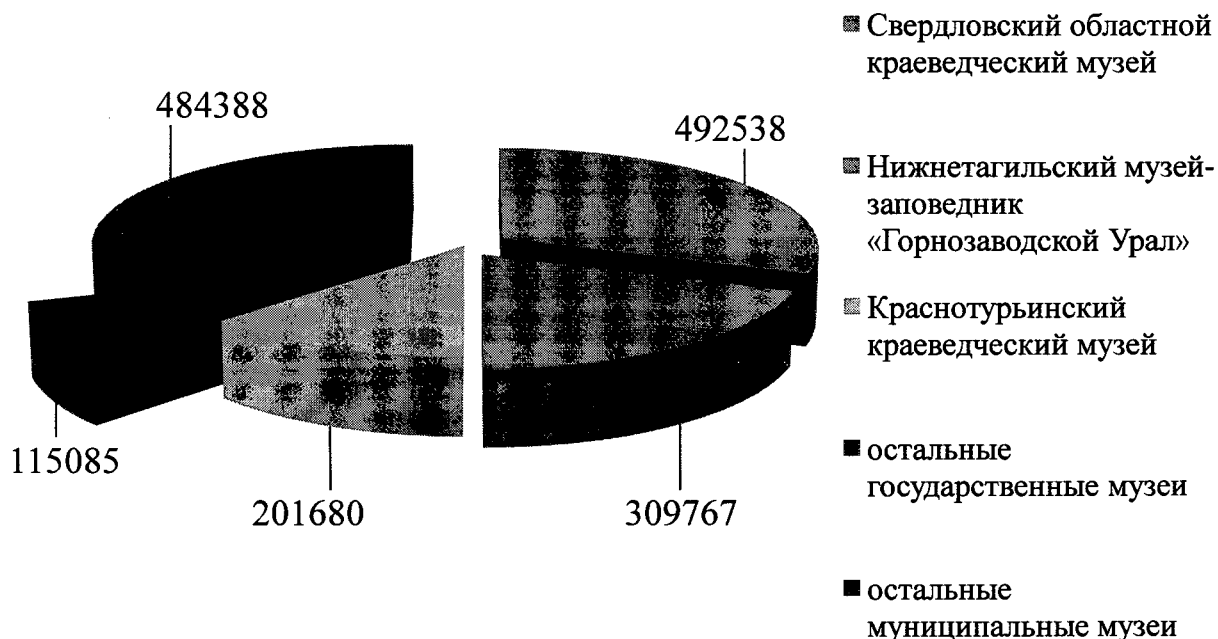 484388
492538
115085
201680
309767
Свердловский областной
краеведческий музей
Нижнетагильский музей-
заповедник
«Горнозаводской Урал»
Краснотурьинский
краеведческий музей
остальные
государственные музеи
остальные
муниципальные музеи